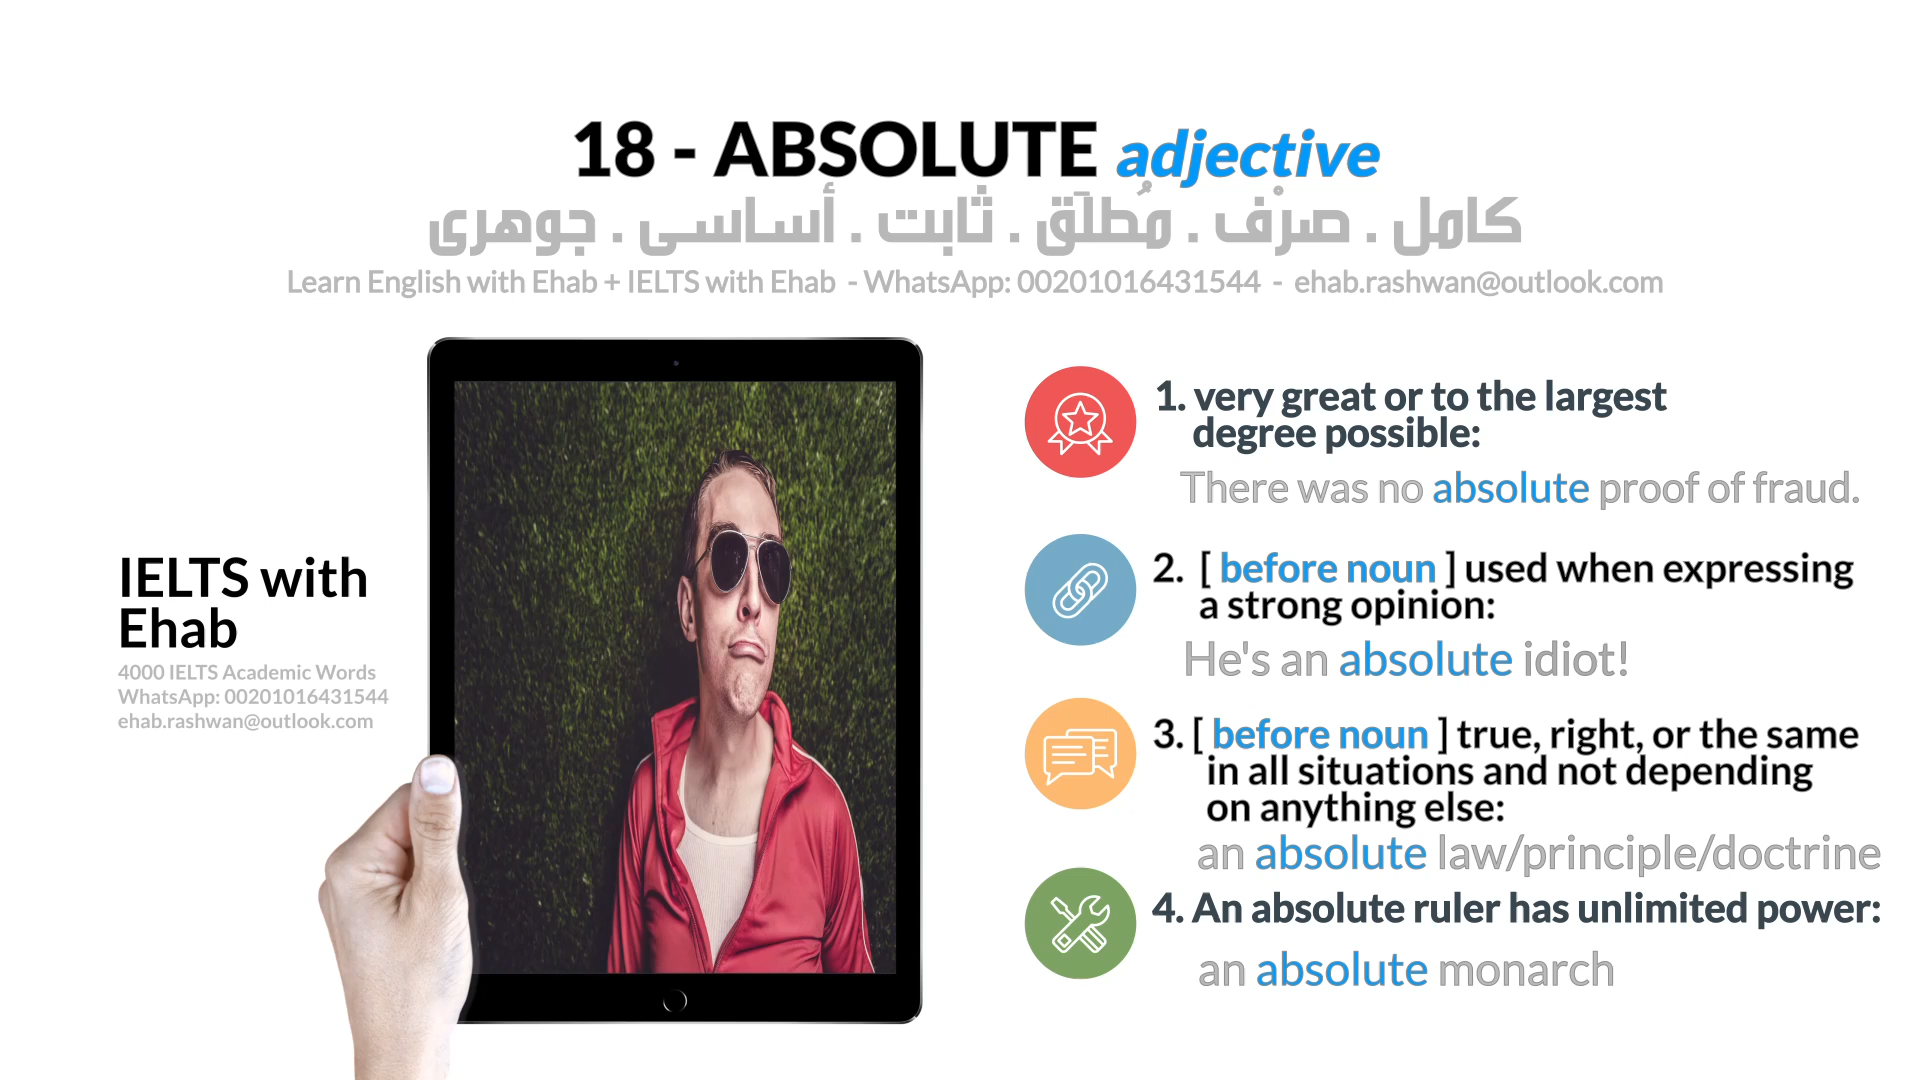 18 - ABSOLUTE adjective
كامل . صرْف . مُطلَق . ثابت . أساسى . جوهرى
Learn English with Ehab + IELTS with Ehab - WhatsApp: 00201016431544 - ehab.rashwan@outlook.com
IELTS with
Ehab
4000 IELTS Academic Words
WhatsApp: 00201016431544
ehab.rashwan@outlook.com
1. very great or to the largest
degree possible:
There was no absolute proof of fraud.
2. [ before noun ] used when expressing
a strong opinion:
He's an absolute idiot!
3. [ before noun ] true, right, or the same
in all situations and not depending
on anything else:
an absolute law/principle/doctrine
4. An absolute ruler has unlimited power:
an absolute monarch